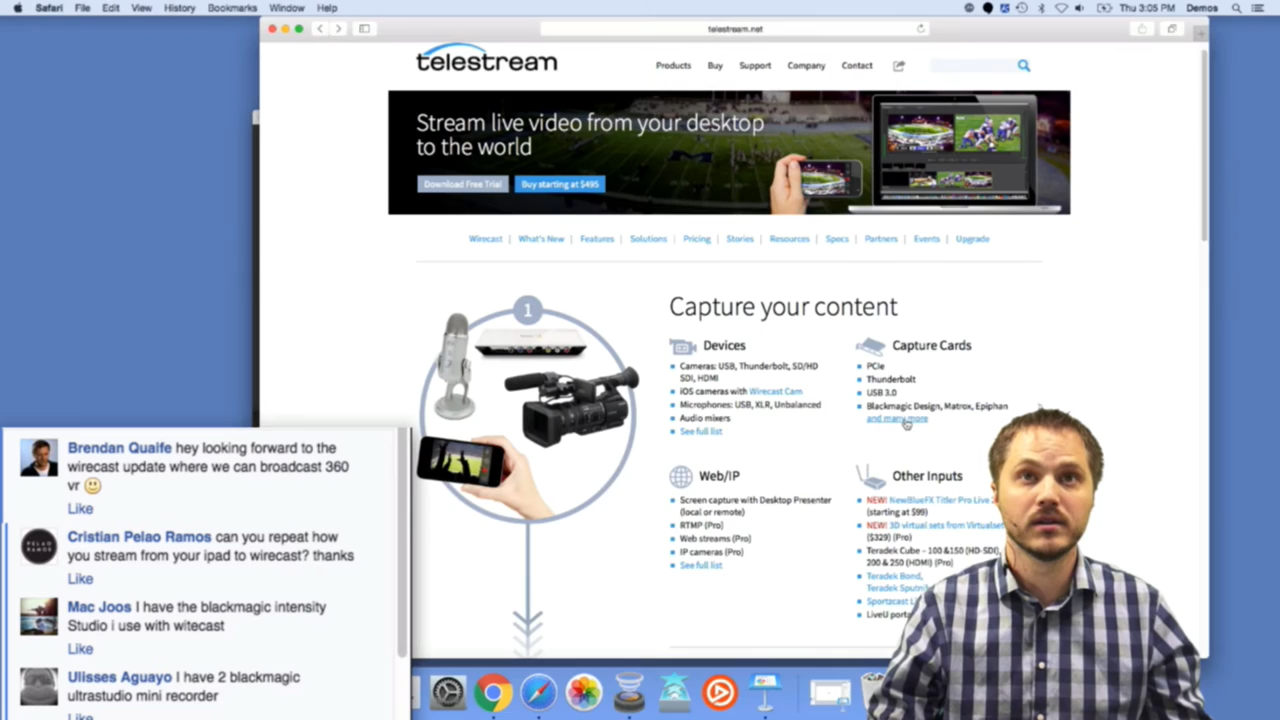 Safari File Edit View History Bookmarks Window Help
Thu 3:05 PM Demos
telestream.net
telestream
Products Buy Support Company Contact
Stream live video from your desktop
to the world
Download Free Trial Buy starting at $495
Wirecast | What's New | Features | Solutions | Pricing | Stories | Resources | Specs | Partners | Events | Upgrade
1
Capture your content
Devices
Cameras: USB, Thunderbolt, SD/HD
SDI, HDMI
iOS cameras with Wirecast Cam
Microphones: USB, XLR, Unbalanced
Audio mixers
See full list
Capture Cards
PCIe
Thunderbolt
USB 3.0
Blackmagic Design, Matrox, Epiphan
and many more
Web/IP
Screen capture with Desktop Presenter
(local or remote)
RTMP (Pro)
Web streams (Pro)
IP cameras (Pro)
See full list
Other Inputs
NEW! NewBlueFX Titler Pro Live 2
(starting at $99)
NEW! 3D virtual sets from Virtualset
($329) (Pro)
Teradek Cube - 100 &150 (HD-SDI),
200 & 250 (HDMI) (Pro)
Teradek Bond,
Teradek Sputnik
Sportzcast
LiveU
Brendan Qualfe hey looking forward to the
wirecast update where we can broadcast 360
vr 🙂
Like
Cristian Pelao Ramos can you repeat how
you stream from your ipad to wirecast? thanks
Like
PELAO
RAMOS
Mac Joos I have the blackmagic intensity
Studio i use with witecast
Like
Ulisses Aguayo I have 2 blackmagic
ultrastudio mini recorder
Like